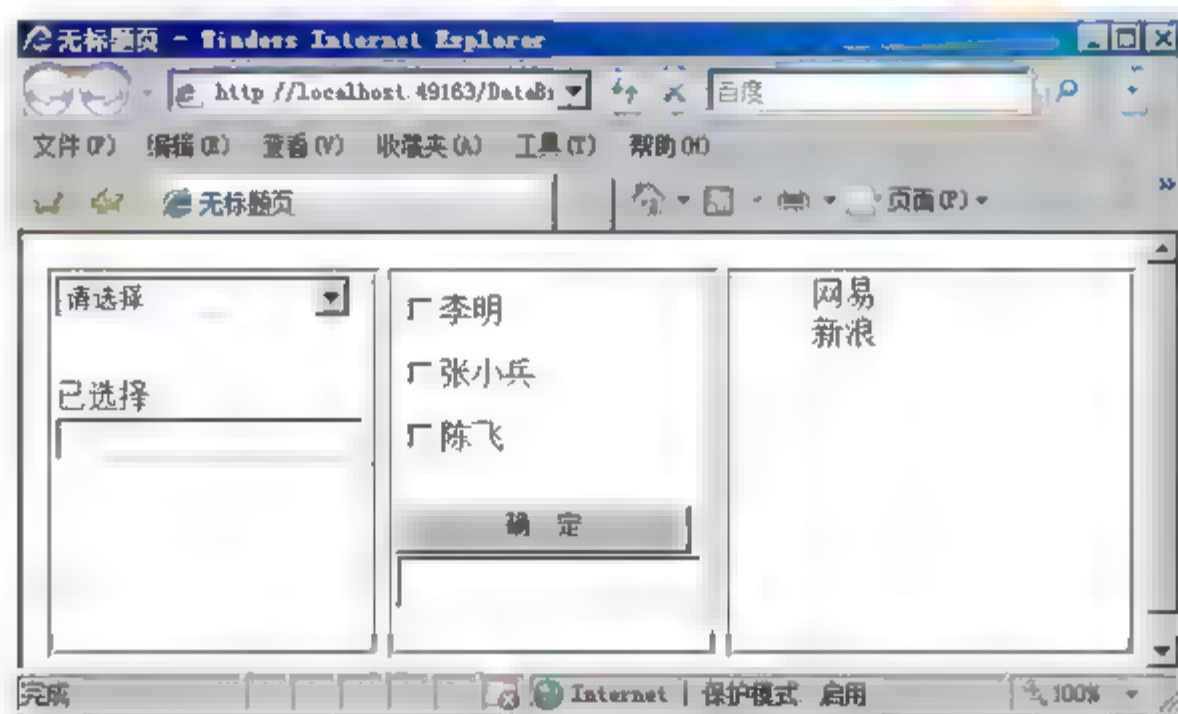 无标题页 - Windows Internet Explorer
http //localhost 49163/DataBi
百度
文件(F) 编辑(E) 查看(V) 收藏夹(A) 工具(T) 帮助(H)
无标题页
页面(P)
请选择
已选择
李明
张小兵
陈飞
确 定
网易
新浪
完成
Internet | 保护模式 启用
100%